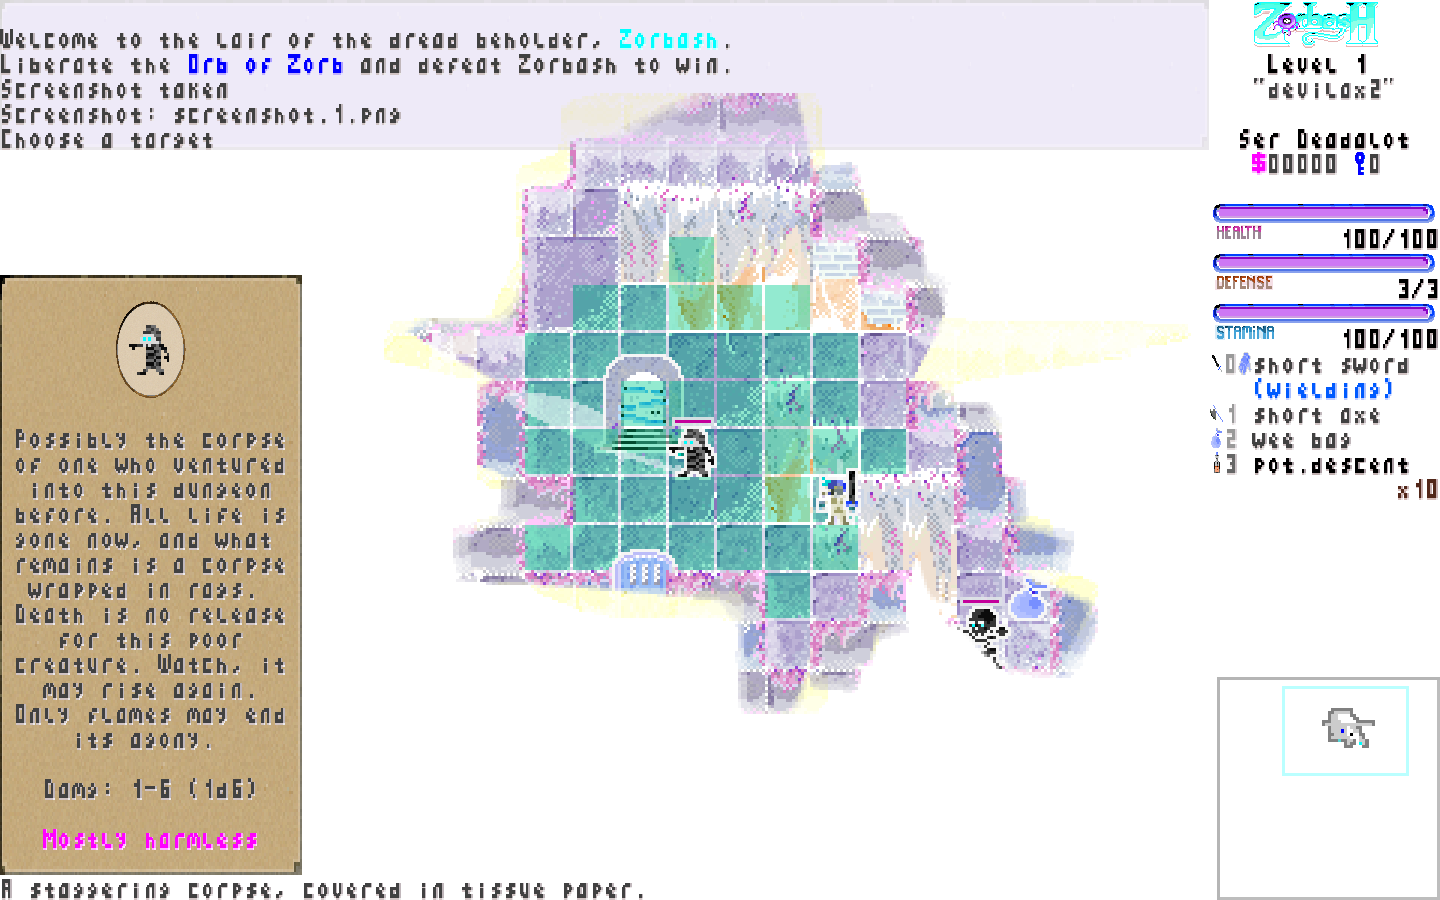 Welcome to the lair of the dread beholder, Zorbash.
Liberate the Orb of Zorb and defeat Zorbash to win.
Screenshot taken
Screenshot: screenshot.1.png
Choose a target
ZorbasH
Level 1
"devilax2"
Ser Deadalot
$00000 0
HEALTH
100/100
DEFENSE
3/3
STAMINA
100/100
0 short sword
(wielding)
1 short axe
2 wee bag
3 pot.descent
x10
Possibly the corpse
of one who ventured
into this dungeon
before. All life is
gone now, and what
remains is a corpse
wrapped in rags.
Death is no release
for this poor
creature. Watch, it
may rise again.
Only flames may end
its agony.
Damg: 1-6 (1d6)
Mostly harmless
A staggering corpse, covered in tissue paper.